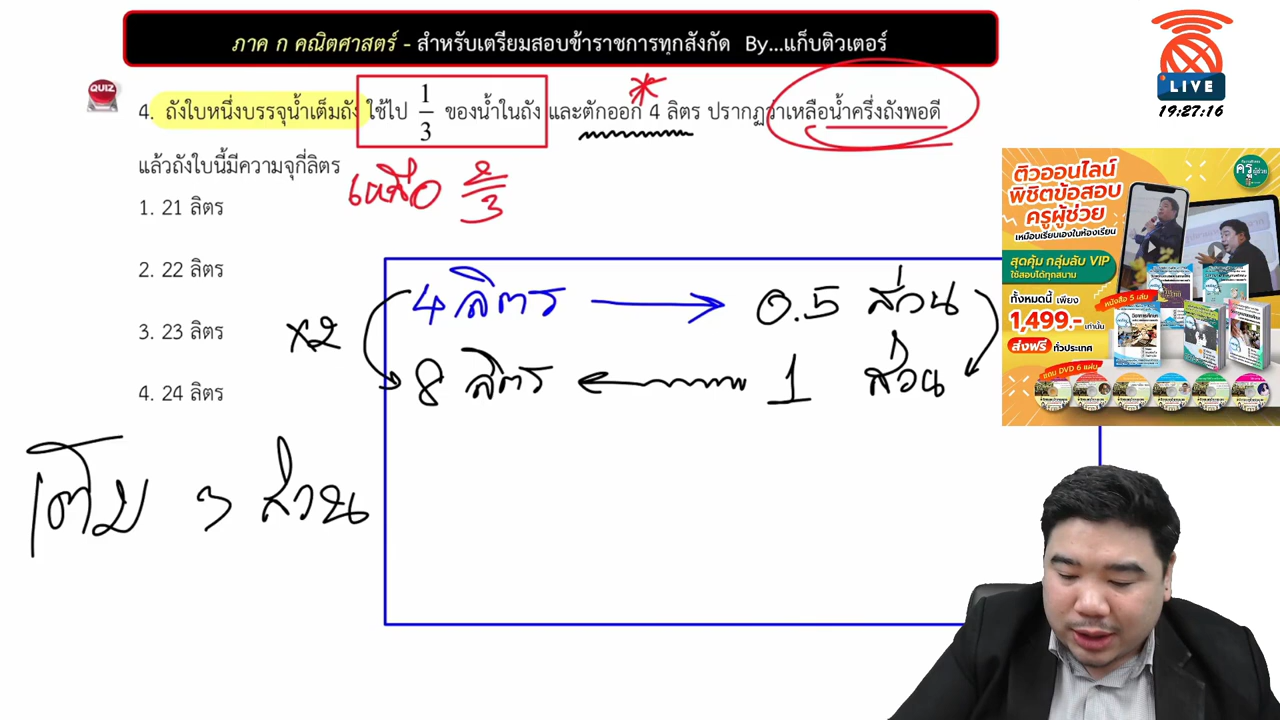 ภาค ก คณิตศาสตร์ - สำหรับเตรียมสอบข้าราชการทุกสังกัด By...แก็บติวเตอร์
LIVE
19:27:16
QUIZ
4. ถังใบหนึ่งบรรจุน้ำเต็มถัง ใช้ไป 1/3 ของน้ำในถัง และตักออก 4 ลิตร ปรากฏว่าเหลือน้ำครึ่งถังพอดี
แล้วถังใบนี้มีความจุกี่ลิตร
เหลือ 2/3
1. 21 ลิตร
2. 22 ลิตร
3. 23 ลิตร
4. 24 ลิตร
4 ลิตร → 0.5 ส่วน
×2
8 ลิตร ← 1 ส่วน
เต็ม 3 ส่วน
ติวออนไลน์
พิชิตข้อสอบ
ครูผู้ช่วย
เหมือนเรียนเองในห้องเรียน
สุดคุ้ม กลุ่มลับ VIP
ใช้สอบได้ทุกสนาม
ทั้งหมดนี้ เพียง
1,499.- เท่านั้น
ส่งฟรี ทั่วประเทศ
หนังสือ 5 เล่ม
แถม DVD 6 แผ่น
ครู
ผู้ช่วย